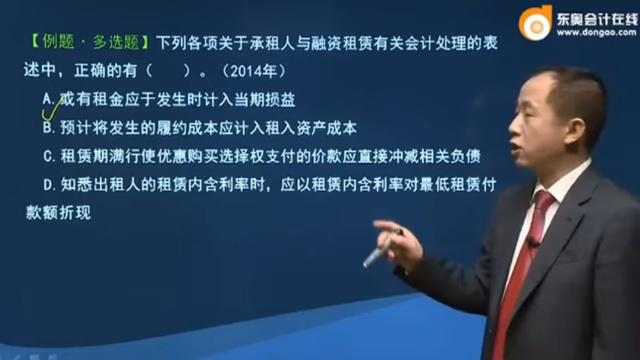 东奥会计在线
www.dongao.com
【例题·多选题】下列各项关于承租人与融资租赁有关会计处理的表
述中，正确的有（　　）。（2014年）
A. 或有租金应于发生时计入当期损益
B. 预计将发生的履约成本应计入租入资产成本
C. 租赁期满行使优惠购买选择权支付的价款应直接冲减相关负债
D. 知悉出租人的租赁内含利率时，应以租赁内含利率对最低租赁付
款额折现